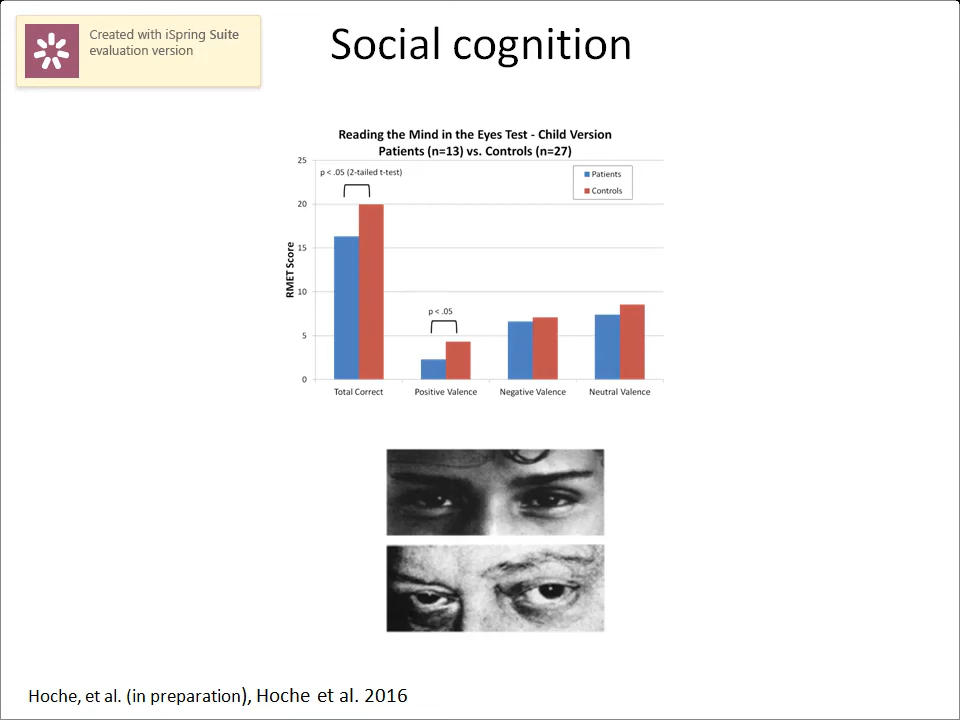 Created with iSpring Suite
evaluation version
Social cognition
Reading the Mind in the Eyes Test - Child Version
Patients (n=13) vs. Controls (n=27)
25
p < .05 (2-tailed t-test)
Patients
Controls
20
15
RMET Score
10
p < .05
5
0
Total Correct Positive Valence Negative Valence Neutral Valence
Hoche, et al. (in preparation), Hoche et al. 2016